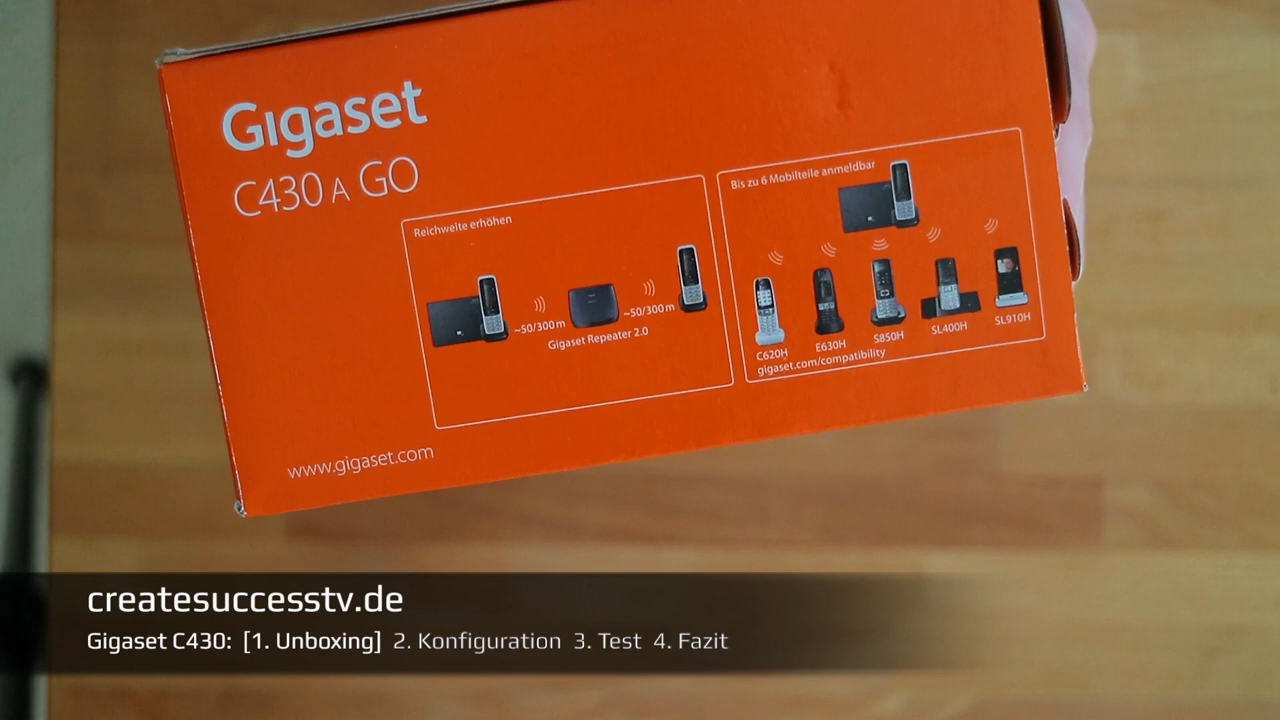 Gigaset
C430 A GO
Reichweite erhöhen
~50/300 m
~50/300 m
Gigaset Repeater 2.0
Bis zu 6 Mobilteile anmeldbar
C620H
E630H
S850H
SL400H
SL910H
gigaset.com/compatibility
www.gigaset.com
createsuccesstv.de
Gigaset C430: [1. Unboxing] 2. Konfiguration 3. Test 4. Fazit